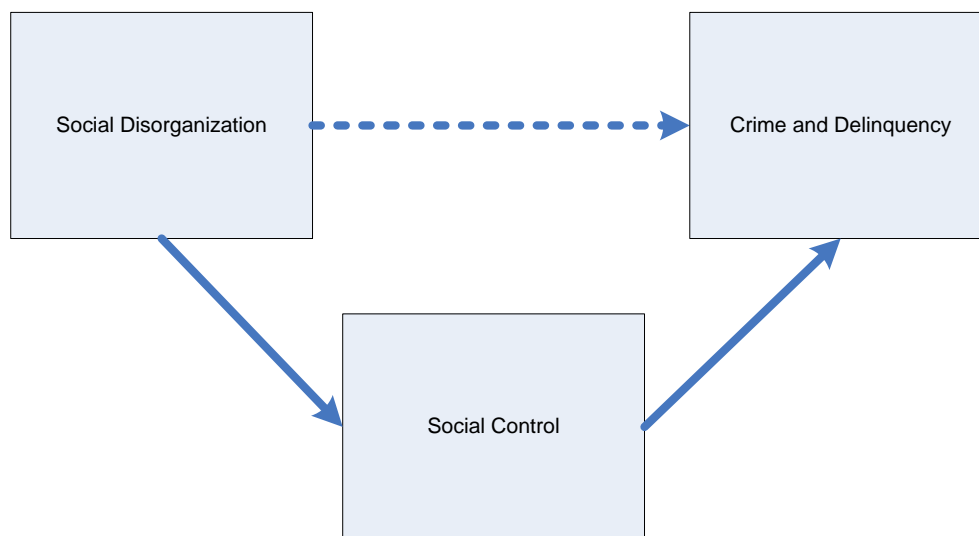 Social Disorganization
Crime and Delinquency
Social Control